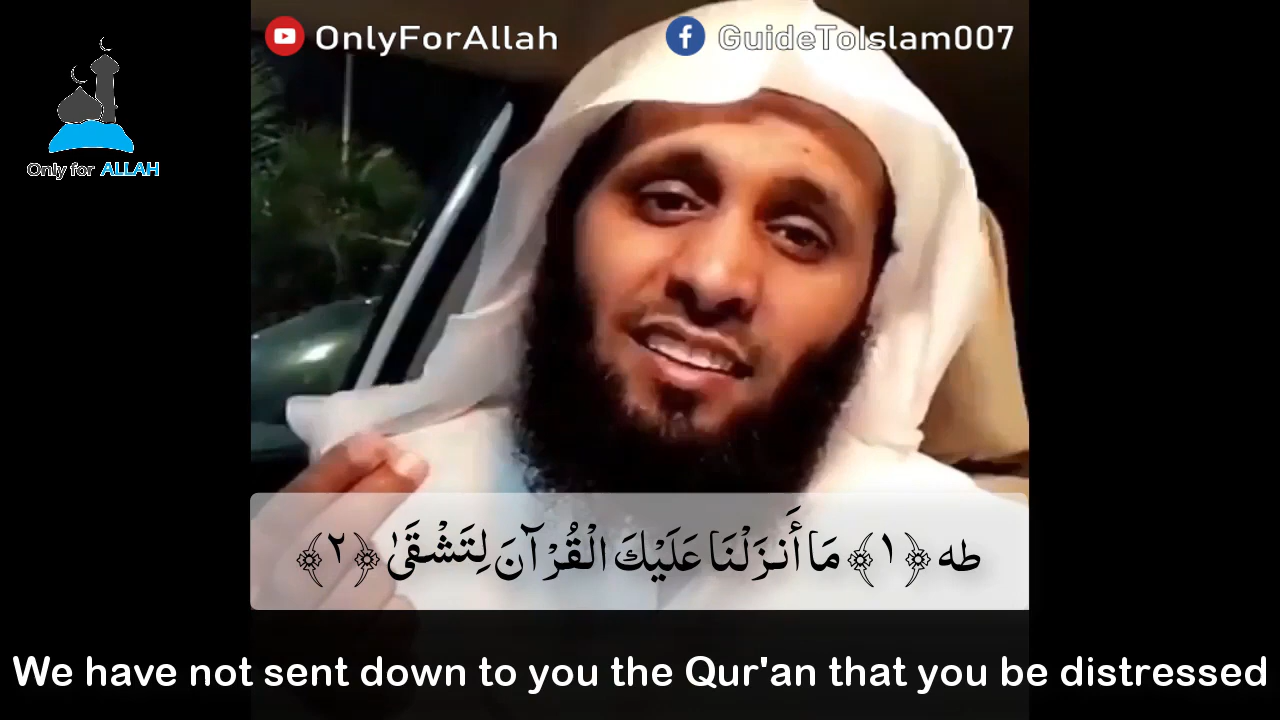 OnlyForAllah
GuideToIslam007
Only for ALLAH
طه ﴿١﴾ مَا أَنزَلْنَا عَلَيْكَ الْقُرْآنَ لِتَشْقَىٰ ﴿٢﴾
We have not sent down to you the Qur'an that you be distressed